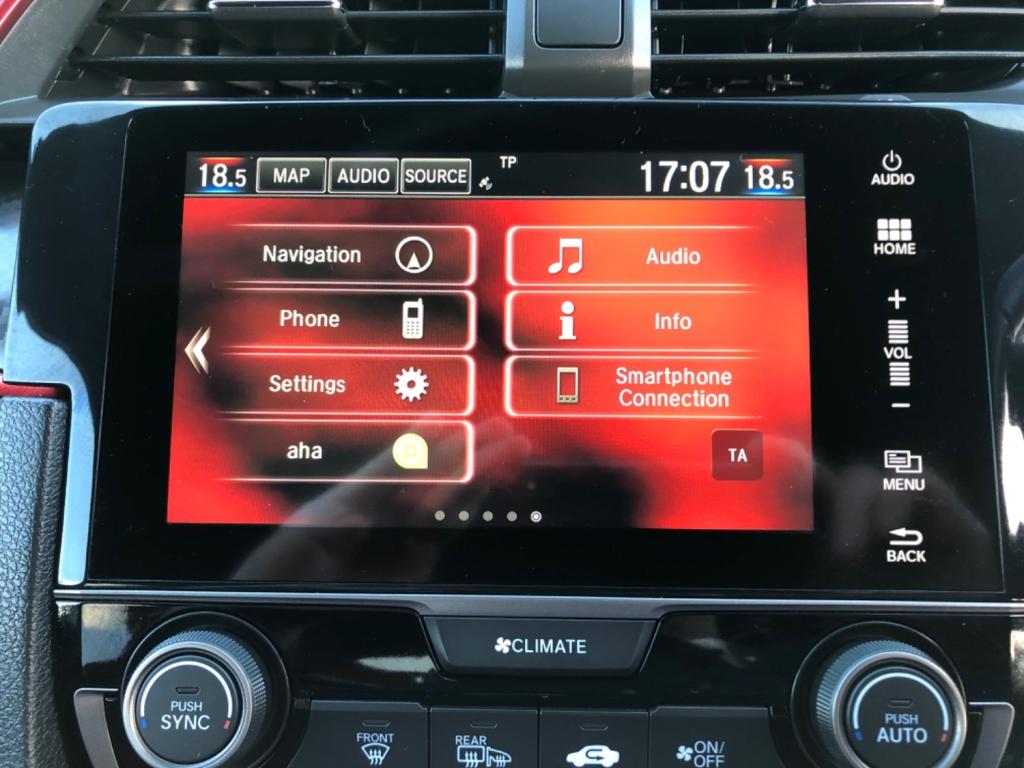 18.5 MAP AUDIO SOURCE TP 17:07 18.5
Navigation
Audio
Phone
Info
Settings
Smartphone
Connection
aha
TA
AUDIO
HOME
+
VOL
−
MENU
BACK
CLIMATE
PUSH
SYNC
FRONT
REAR
ON/
OFF
PUSH
AUTO